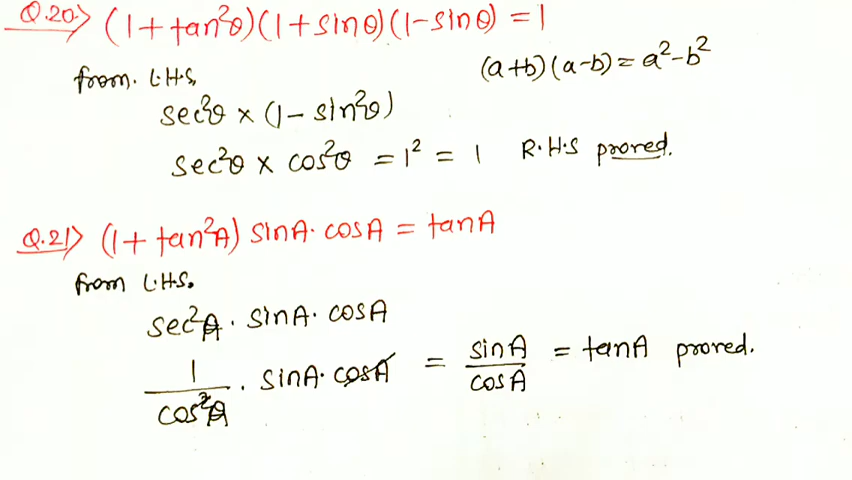 Q.20> (1 + tan²θ)(1 + sinθ)(1 - sinθ) = 1
from. L.H.S, (a+b)(a-b) = a² - b²
sec²θ × (1 - sin²θ)
sec²θ × cos²θ = 1² = 1 R.H.S proved.
Q.21> (1 + tan²A) sinA. cosA = tanA
from L.H.S.
sec²A. sinA. cosA
1/cos²A . sinA. cosA = sinA/cosA = tanA proved.